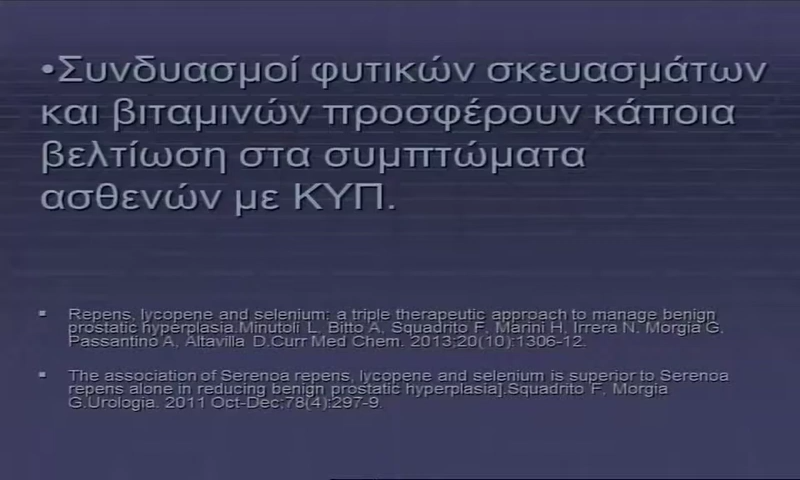 •Συνδυασμοί φυτικών σκευασμάτων
και βιταμινών προσφέρουν κάποια
βελτίωση στα συμπτώματα
ασθενών με ΚΥΠ.
▪ Repens, lycopene and selenium: a triple therapeutic approach to manage benign
prostatic hyperplasia.Minutoli L, Bitto A, Squadrito F, Marini H, Irrera N, Morgia G,
Passantino A, Altavilla D.Curr Med Chem. 2013;20(10):1306-12.
▪ The association of Serenoa repens, lycopene and selenium is superior to Serenoa
repens alone in reducing benign prostatic hyperplasia].Squadrito F, Morgia
G.Urologia. 2011 Oct-Dec;78(4):297-9.